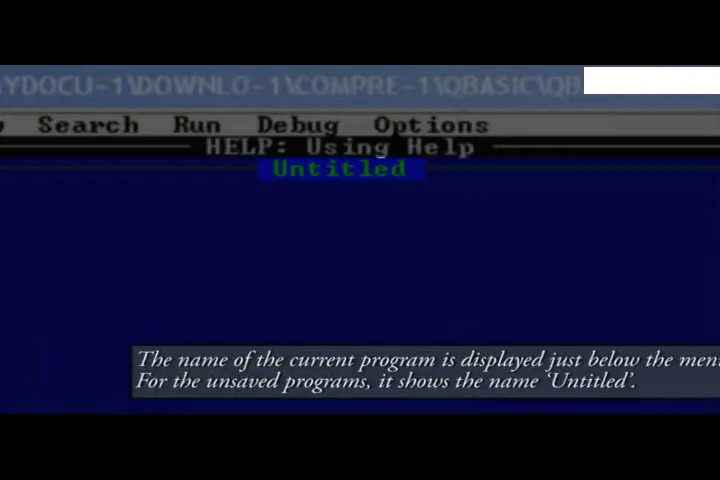 YDOCU~1\DOWNLO~1\COMPRE~1\QBASIC\QB
Search Run Debug Options
HELP: Using Help
Untitled
The name of the current program is displayed just below the men
For the unsaved programs, it shows the name ‘Untitled’.